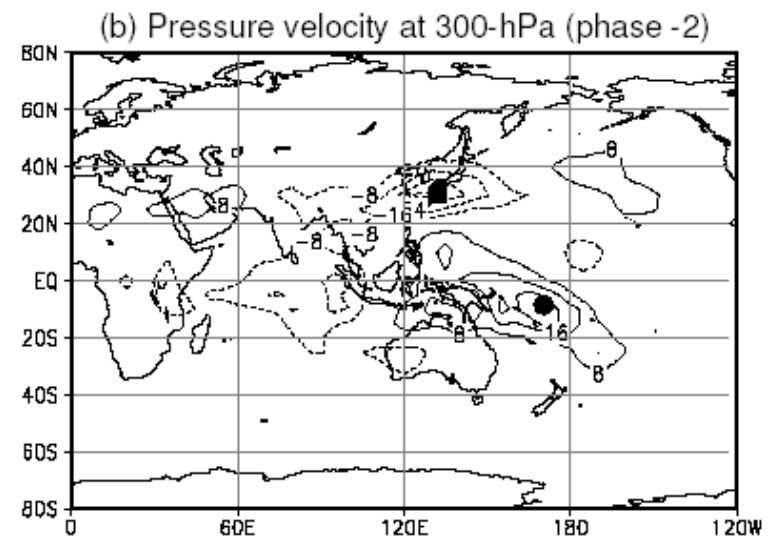 (b) Pressure velocity at 300-hPa (phase -2)
80N
60N
40N
20N
EQ
20S
40S
60S
80S
-8
8
-8
-16
-8
-8
8
16
8
0
60E
120E
180
120W